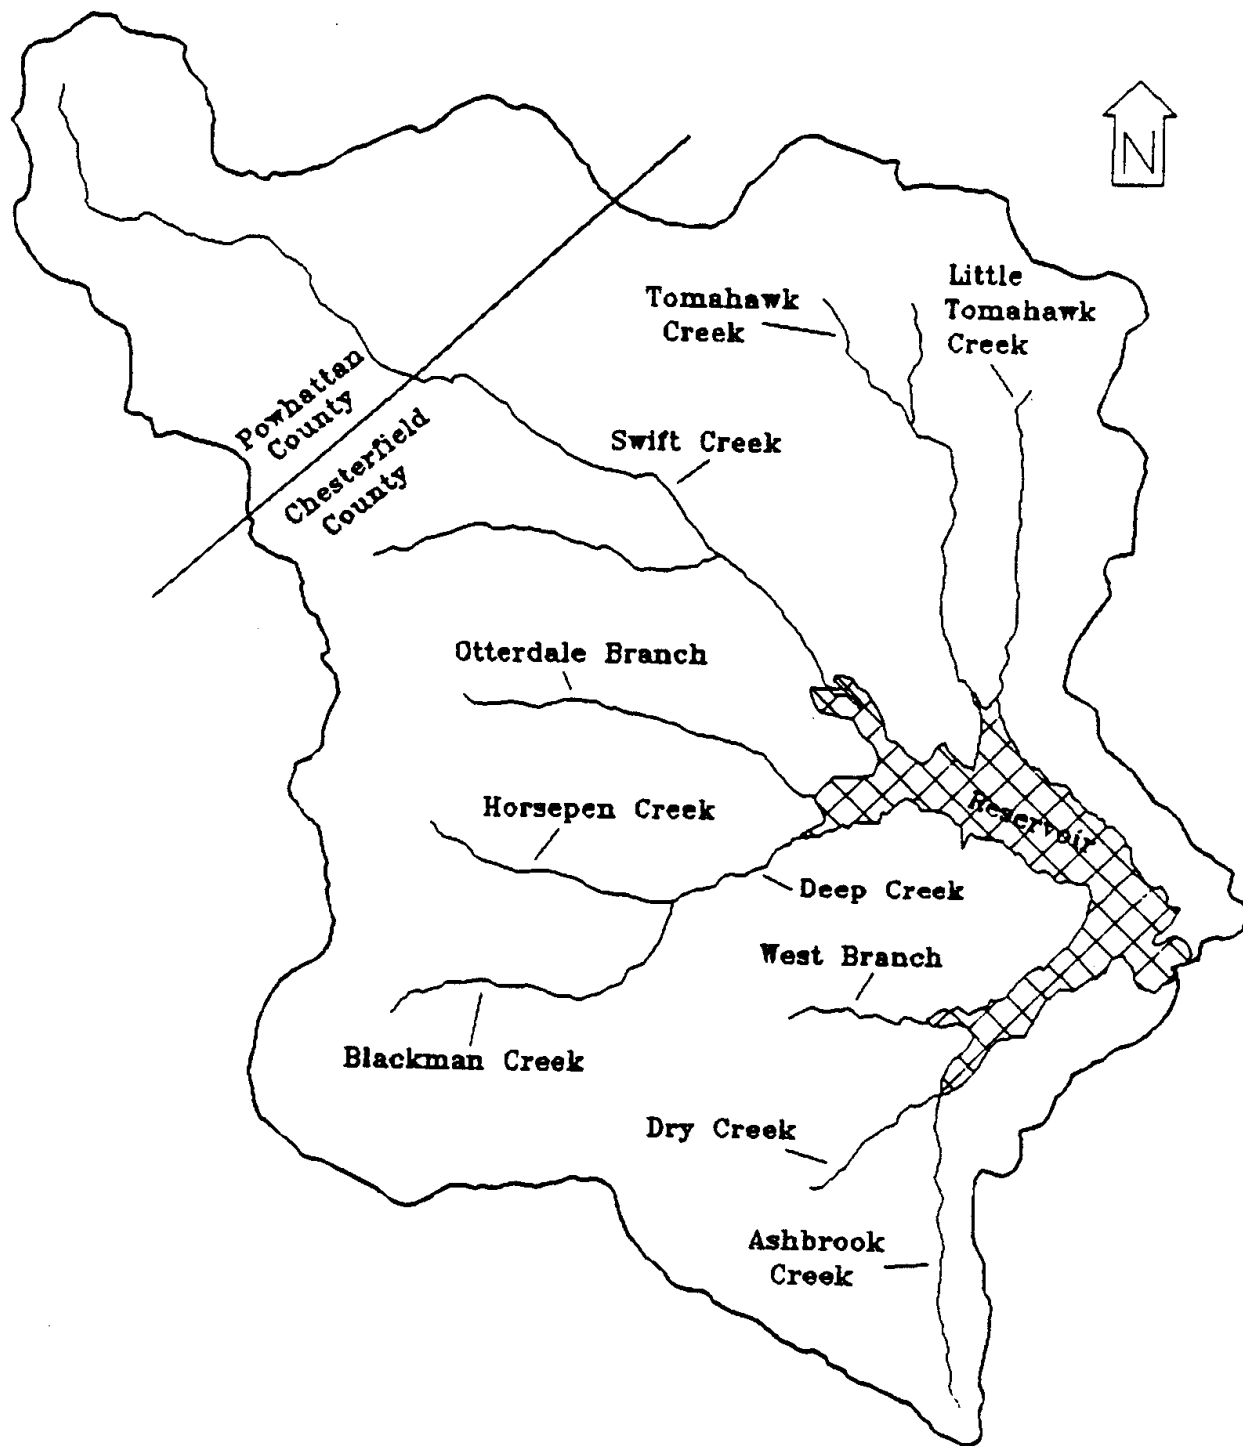 N
Little
Tomahawk
Creek
Tomahawk
Creek
Powhattan
County
Chesterfield
County
Swift Creek
Otterdale Branch
Horsepen Creek
Reservoir
Deep Creek
West Branch
Blackman Creek
Dry Creek
Ashbrook
Creek